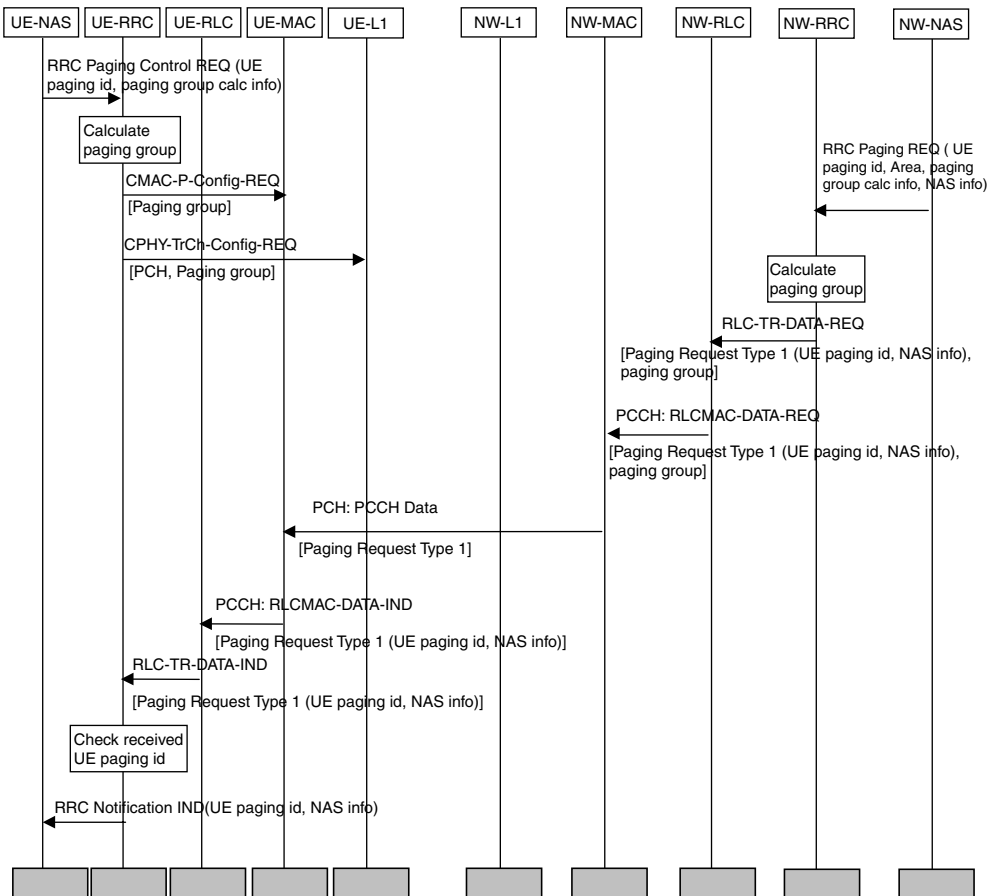 UE-NAS UE-RRC UE-RLC UE-MAC UE-L1 NW-L1 NW-MAC NW-RLC NW-RRC NW-NAS
RRC Paging Control REQ (UE
paging id, paging group calc info)
Calculate
paging group
RRC Paging REQ ( UE
paging id, Area, paging
group calc info, NAS info)
CMAC-P-Config-REQ
[Paging group]
CPHY-TrCh-Config-REQ
[PCH, Paging group]
Calculate
paging group
RLC-TR-DATA-REQ
[Paging Request Type 1 (UE paging id, NAS info),
paging group]
PCCH: RLCMAC-DATA-REQ
[Paging Request Type 1 (UE paging id, NAS info),
paging group]
PCH: PCCH Data
[Paging Request Type 1]
PCCH: RLCMAC-DATA-IND
[Paging Request Type 1 (UE paging id, NAS info)]
RLC-TR-DATA-IND
[Paging Request Type 1 (UE paging id, NAS info)]
Check received
UE paging id
RRC Notification IND(UE paging id, NAS info)